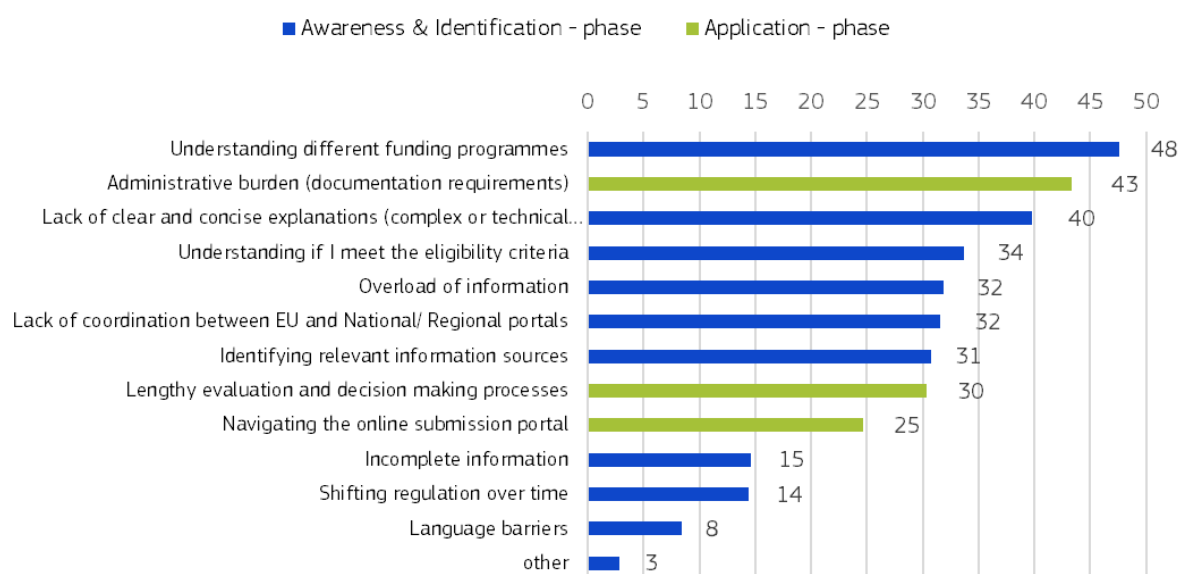 Awareness & Identification - phase Application - phase
0 5 10 15 20 25 30 35 40 45 50
Understanding different funding programmes 48
Administrative burden (documentation requirements) 43
Lack of clear and concise explanations (complex or technical... 40
Understanding if I meet the eligibility criteria 34
Overload of information 32
Lack of coordination between EU and National/ Regional portals 32
Identifying relevant information sources 31
Lengthy evaluation and decision making processes 30
Navigating the online submission portal 25
Incomplete information 15
Shifting regulation over time 14
Language barriers 8
other 3